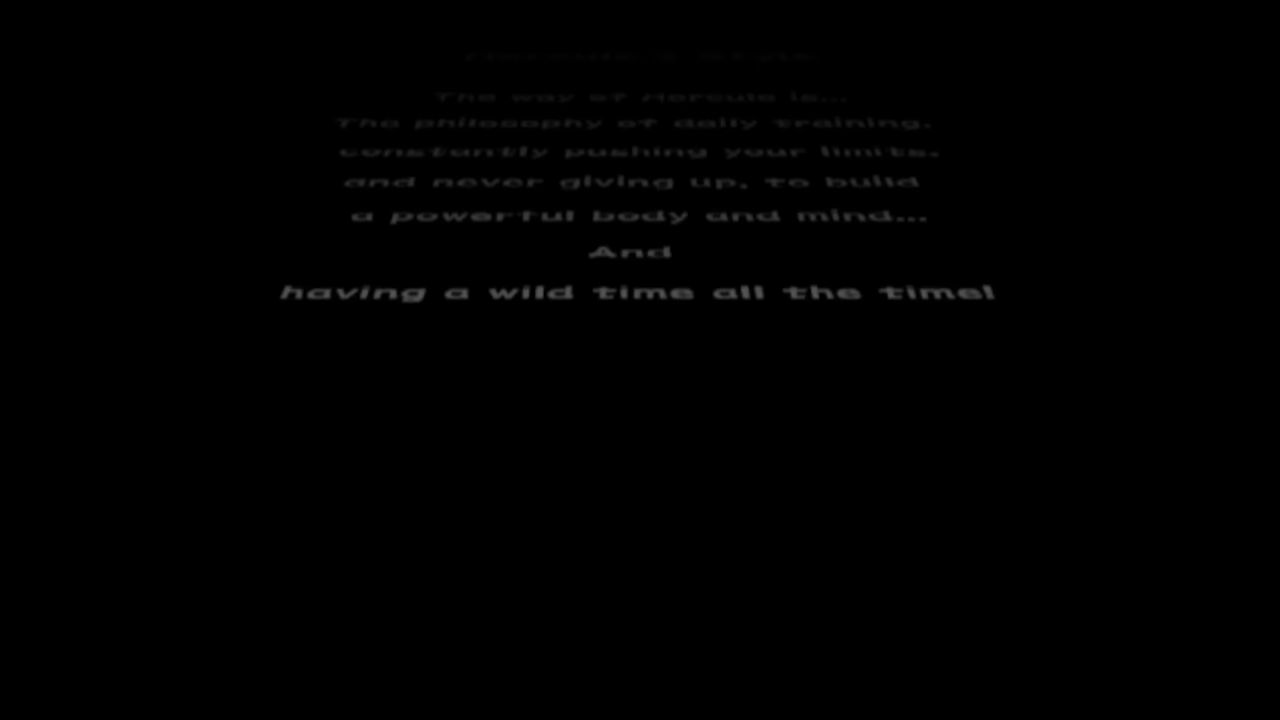 The way of Hercule is...
The philosophy of daily training,
constantly pushing your limits,
and never giving up, to build
a powerful body and mind...
And
having a wild time all the time!